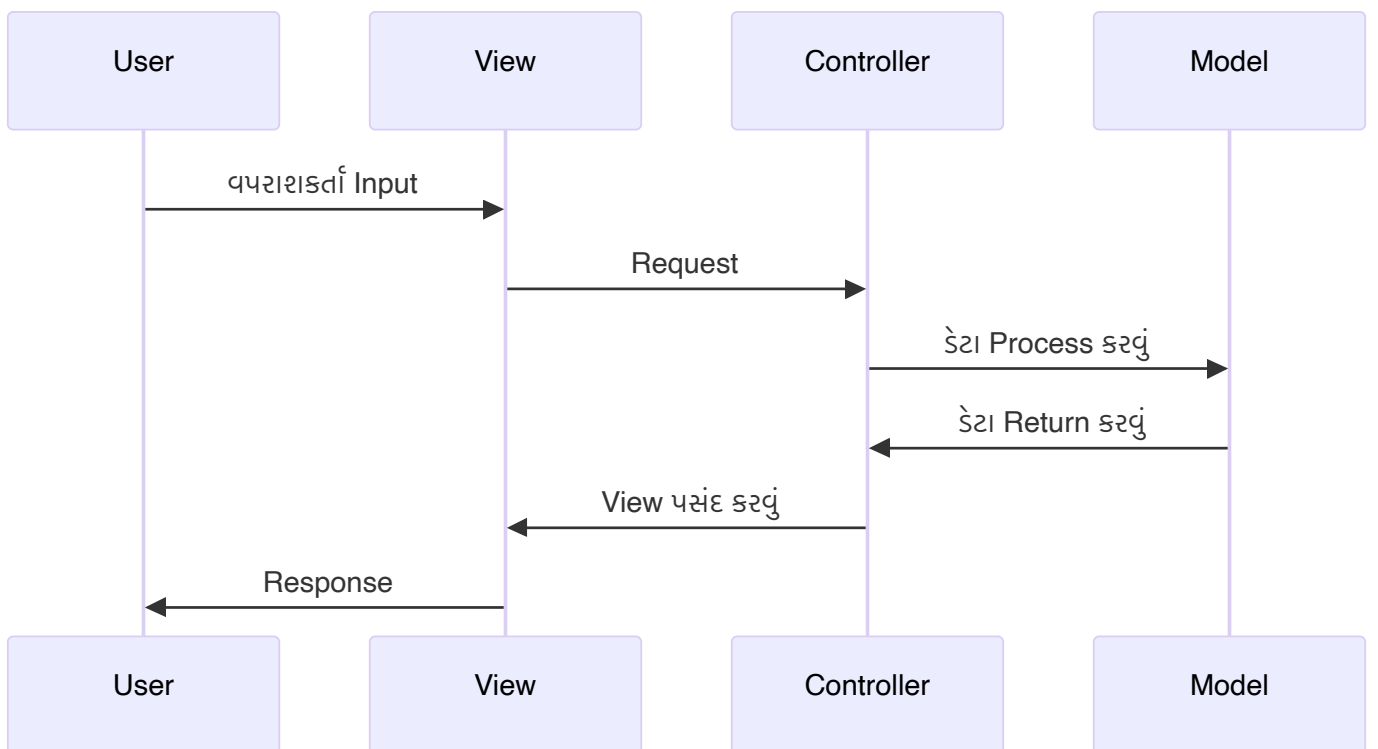 User
View
Controller
Model
વપરાશકર્તા Input
Request
ડેટા Process કરવું
ડેટા Return કરવું
View પસંદ કરવું
Response
User
View
Controller
Model